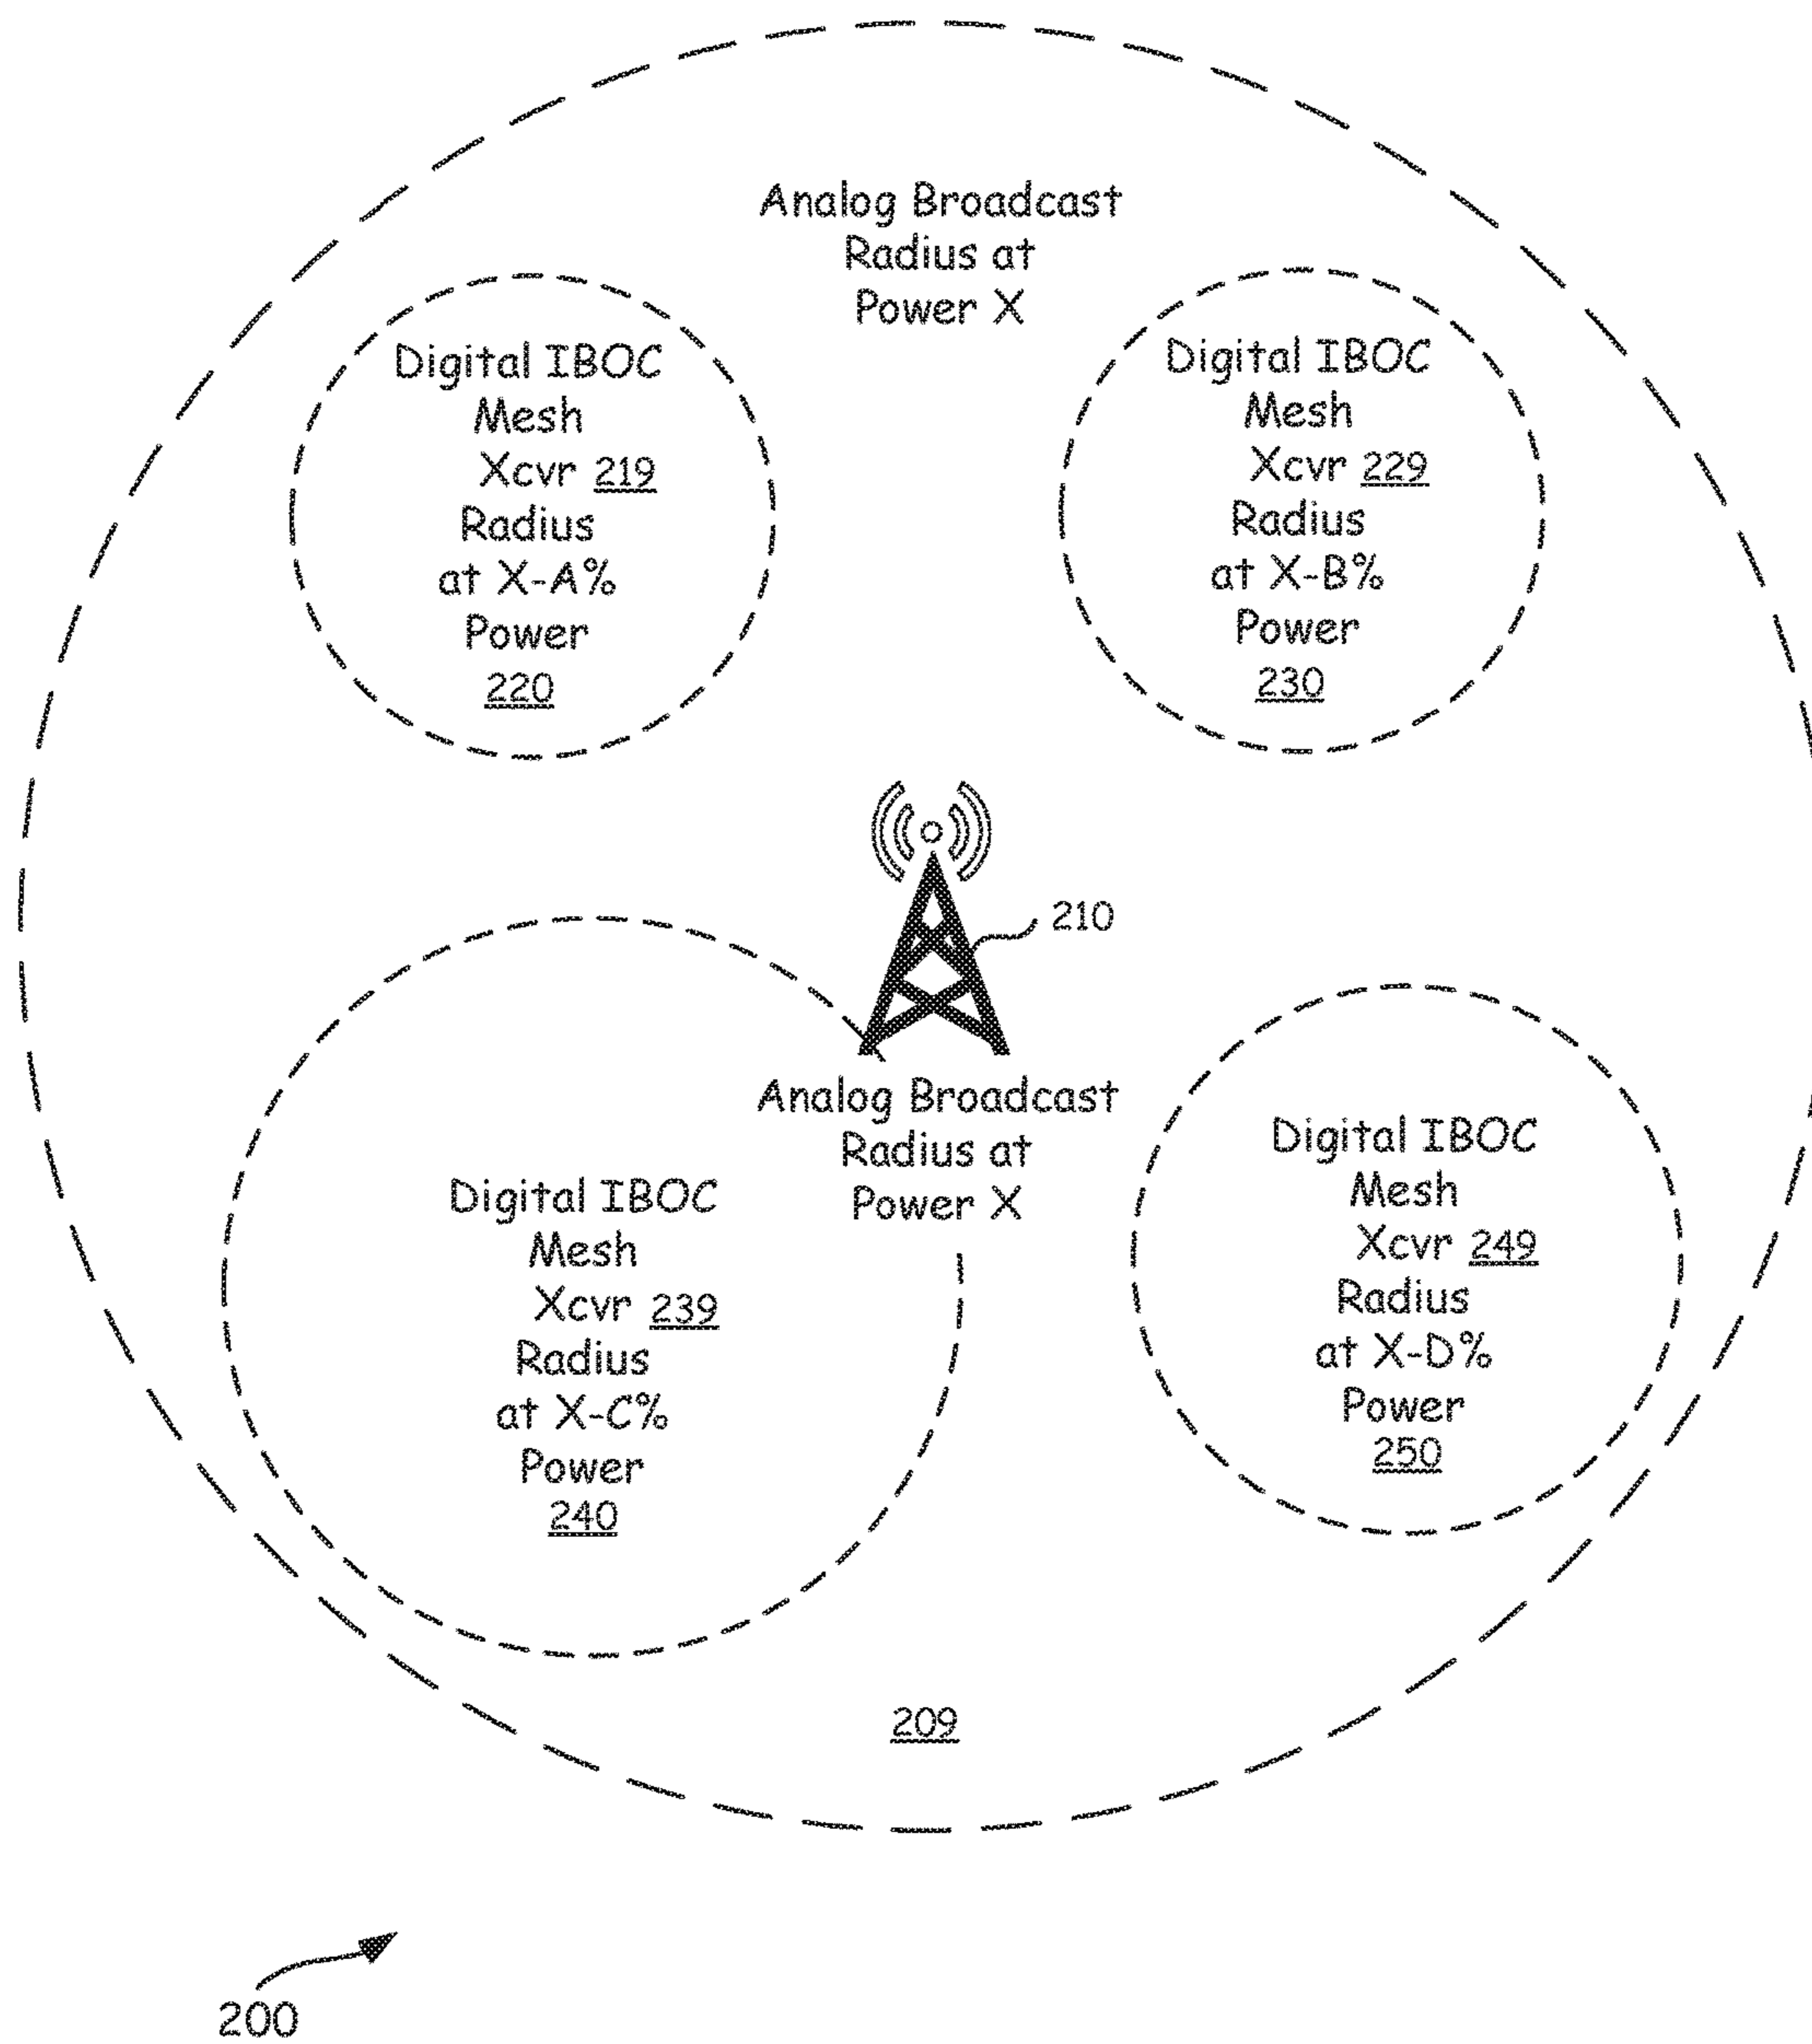 Analog Broadcast
Radius at
Power X
Digital IBOC
Mesh
Xcvr 219
Radius
at X-A%
Power
220
Digital IBOC
Mesh
Xcvr 229
Radius
at X-B%
Power
230
210
Analog Broadcast
Radius at
Power X
Digital IBOC
Mesh
Xcvr 239
Radius
at X-C%
Power
240
Digital IBOC
Mesh
Xcvr 249
Radius
at X-D%
Power
250
209
200